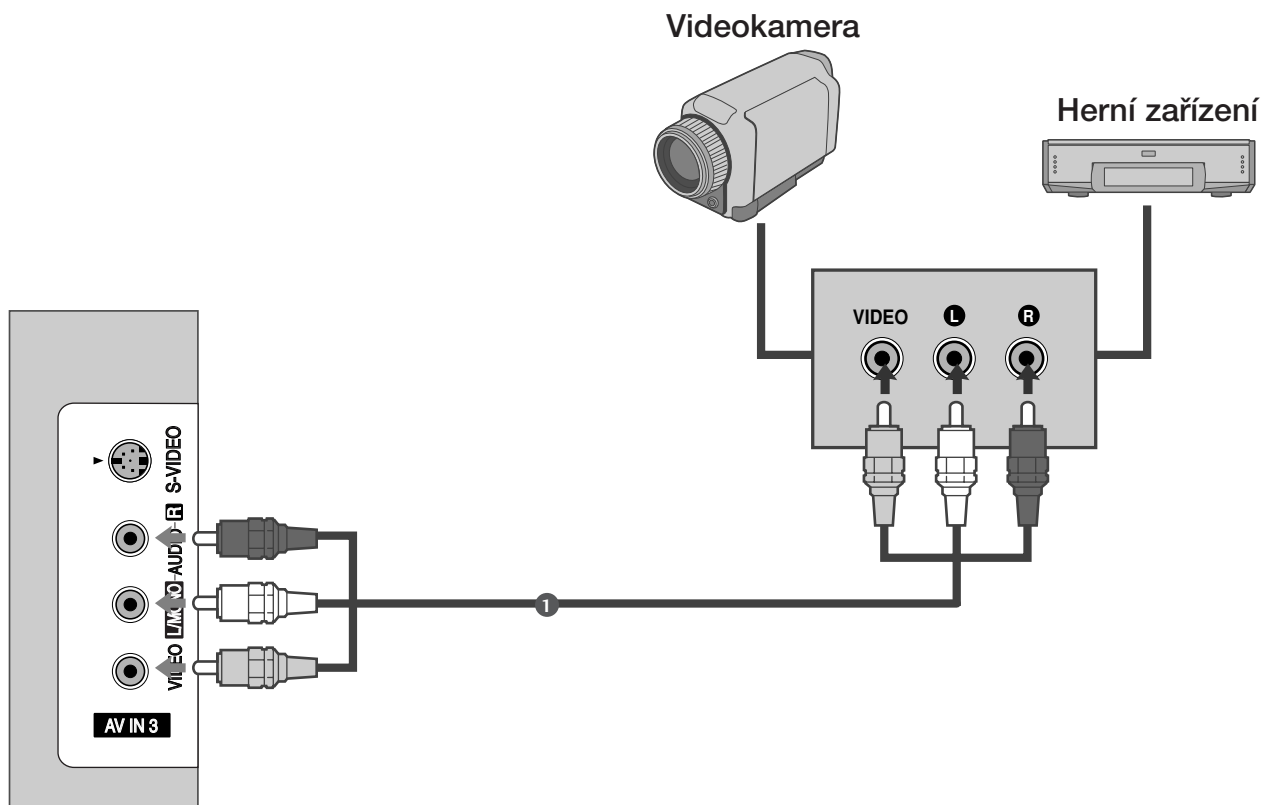 Videokamera
Herní zařízení
VIDEO L R
S-VIDEO
AUDIO R
L/MONO
VIDEO
AV IN 3
1